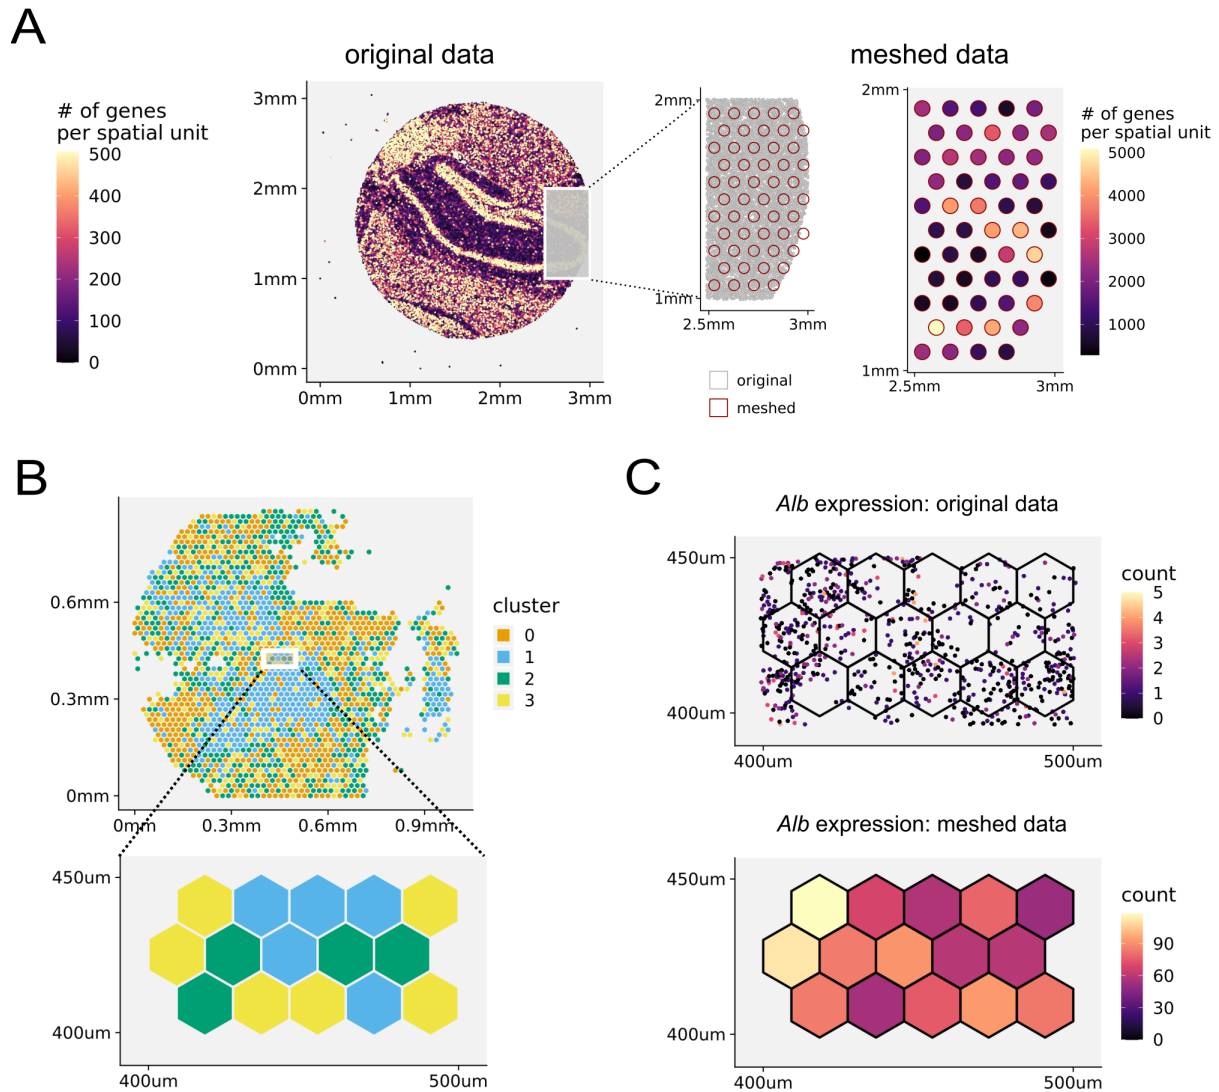 A
original data
meshed data
# of genes
per spatial unit
500
400
300
200
100
0
3mm
2mm
1mm
0mm
0mm
1mm
2mm
3mm
2mm
1mm
2.5mm
3mm
original
meshed
2mm
1mm
2.5mm
3mm
# of genes
per spatial unit
5000
4000
3000
2000
1000
B
0.6mm
0.3mm
0mm
0mm
0.3mm
0.6mm
0.9mm
cluster
0
1
2
3
450um
400um
400um
500um
C
Alb expression: original data
450um
400um
400um
500um
count
5
4
3
2
1
0
Alb expression: meshed data
450um
400um
400um
500um
count
90
60
30
0